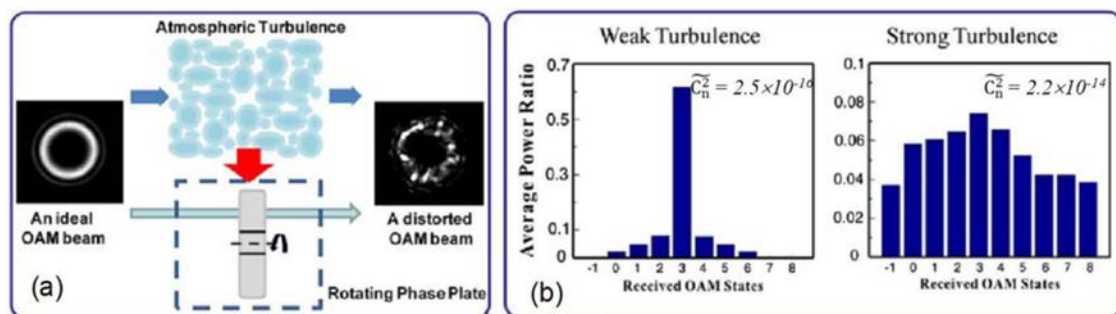 Atmospheric Turbulence
An ideal
OAM beam
A distorted
OAM beam
(a)
Rotating Phase Plate
(b)
Weak Turbulence
Average Power Ratio
0.7
0.5
0.3
0.1
0
C̃n² = 2.5×10-16
-1 0 1 2 3 4 5 6 7 8
Received OAM States
Strong Turbulence
0.1
0.08
0.06
0.04
0.02
0
C̃n² = 2.2×10-14
-1 0 1 2 3 4 5 6 7 8
Received OAM States